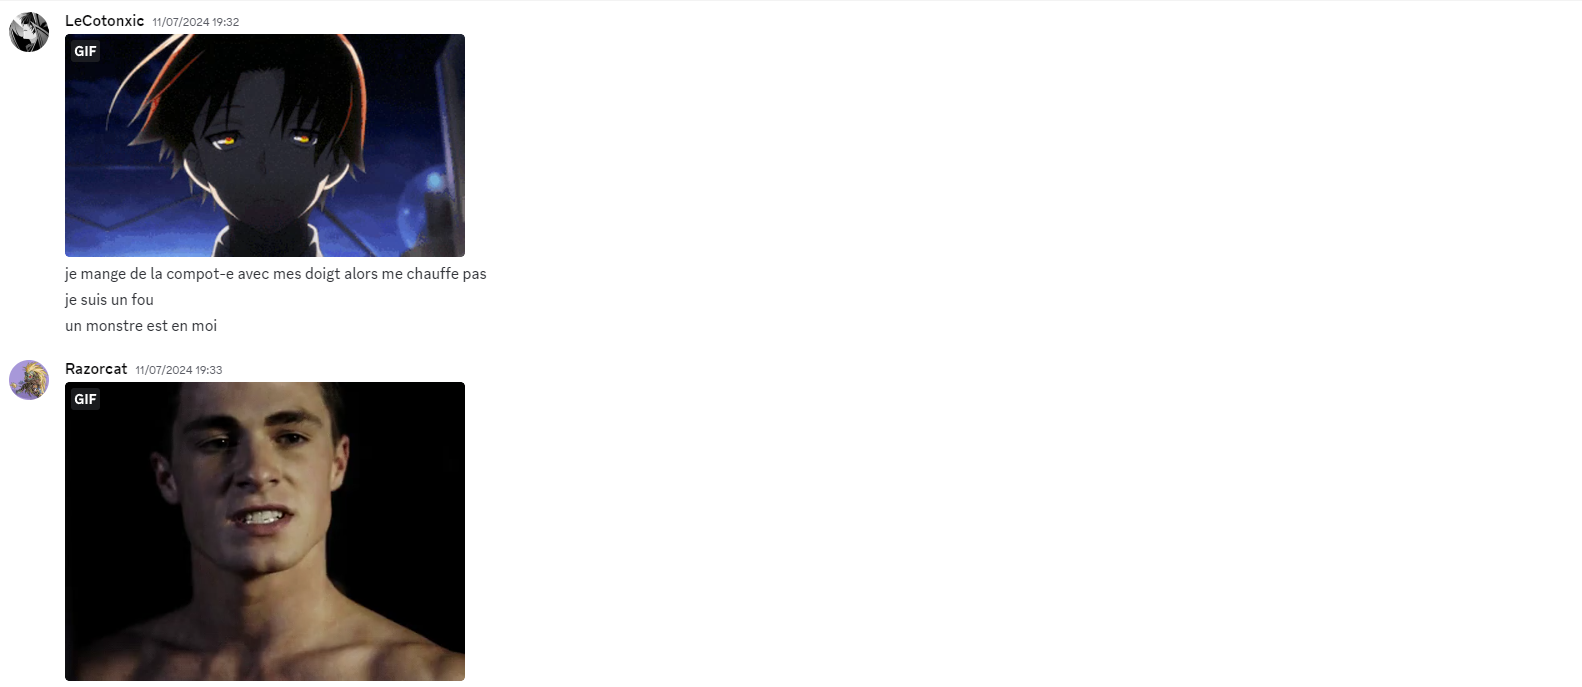 LeCotonxic 11/07/2024 19:32
GIF
je mange de la compot-e avec mes doigt alors me chauffe pas
je suis un fou
un monstre est en moi
Razorcat 11/07/2024 19:33
GIF